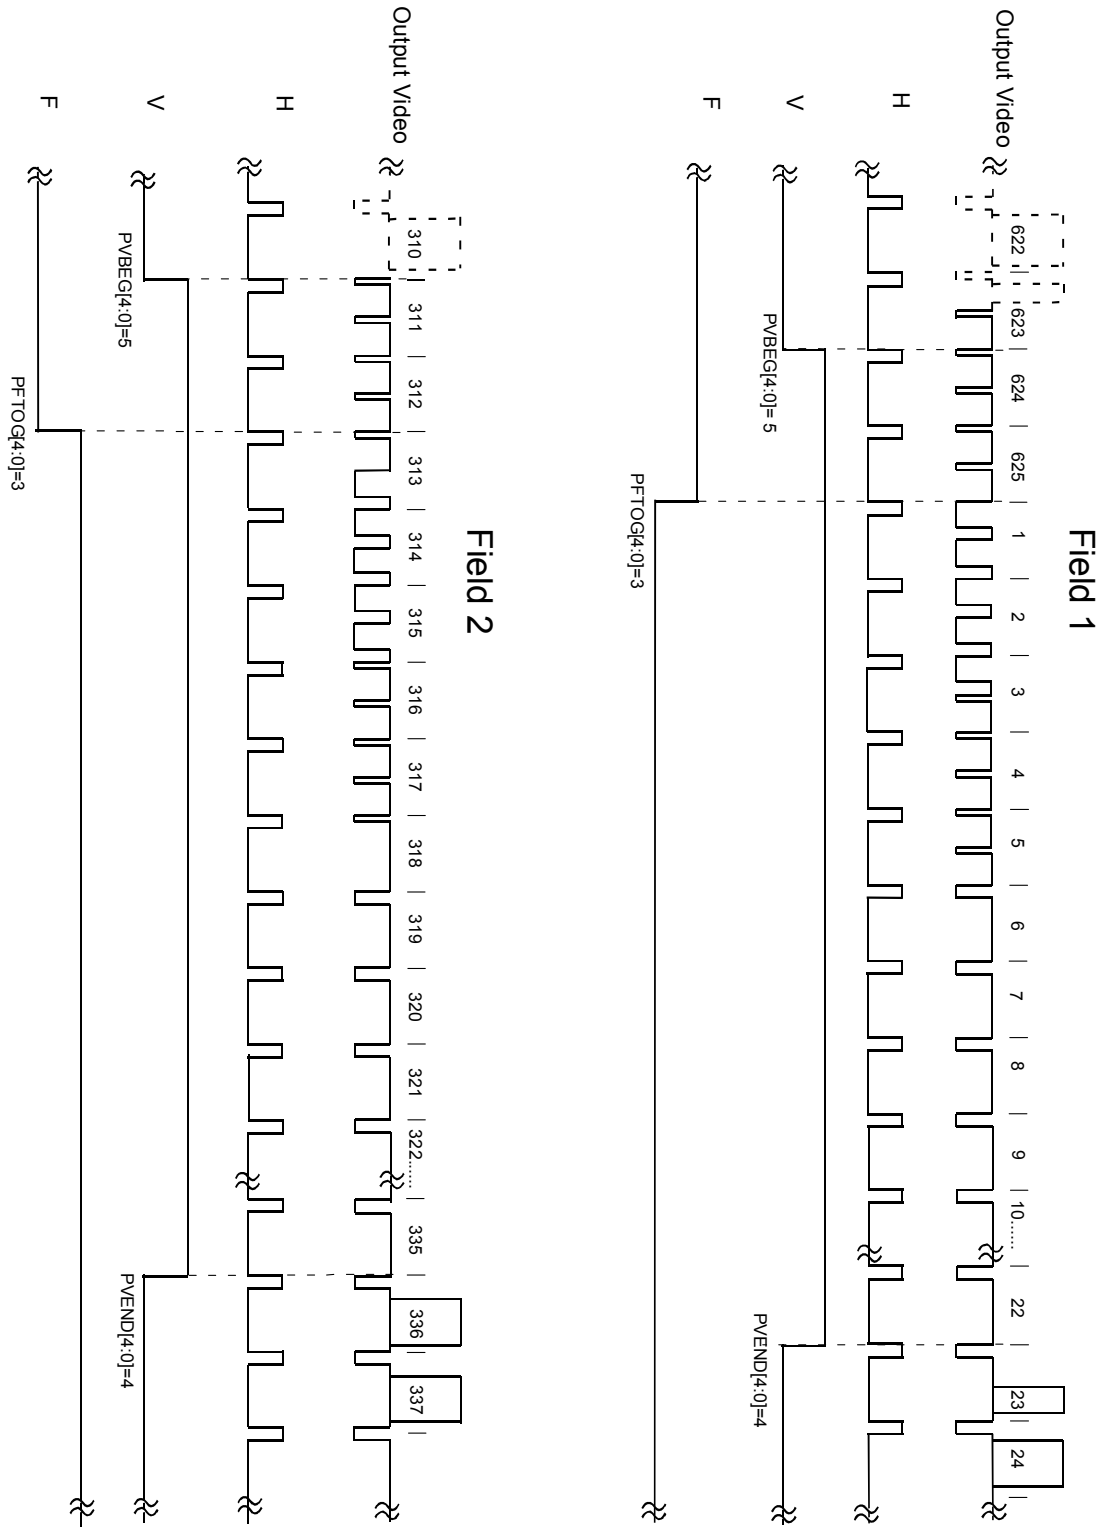 Field 1
Output Video
622 623 624 625 1 2 3 4 5 6 7 8 9 10...... 22 23 24
H
V
PVBEG[4:0]= 5
PVEND[4:0]=4
F
PFTOG[4:0]=3
Field 2
Output Video
310 311 312 313 314 315 316 317 318 319 320 321 322...... 335 336 337
H
V
PVBEG[4:0]=5
PVEND[4:0]=4
F
PFTOG[4:0]=3